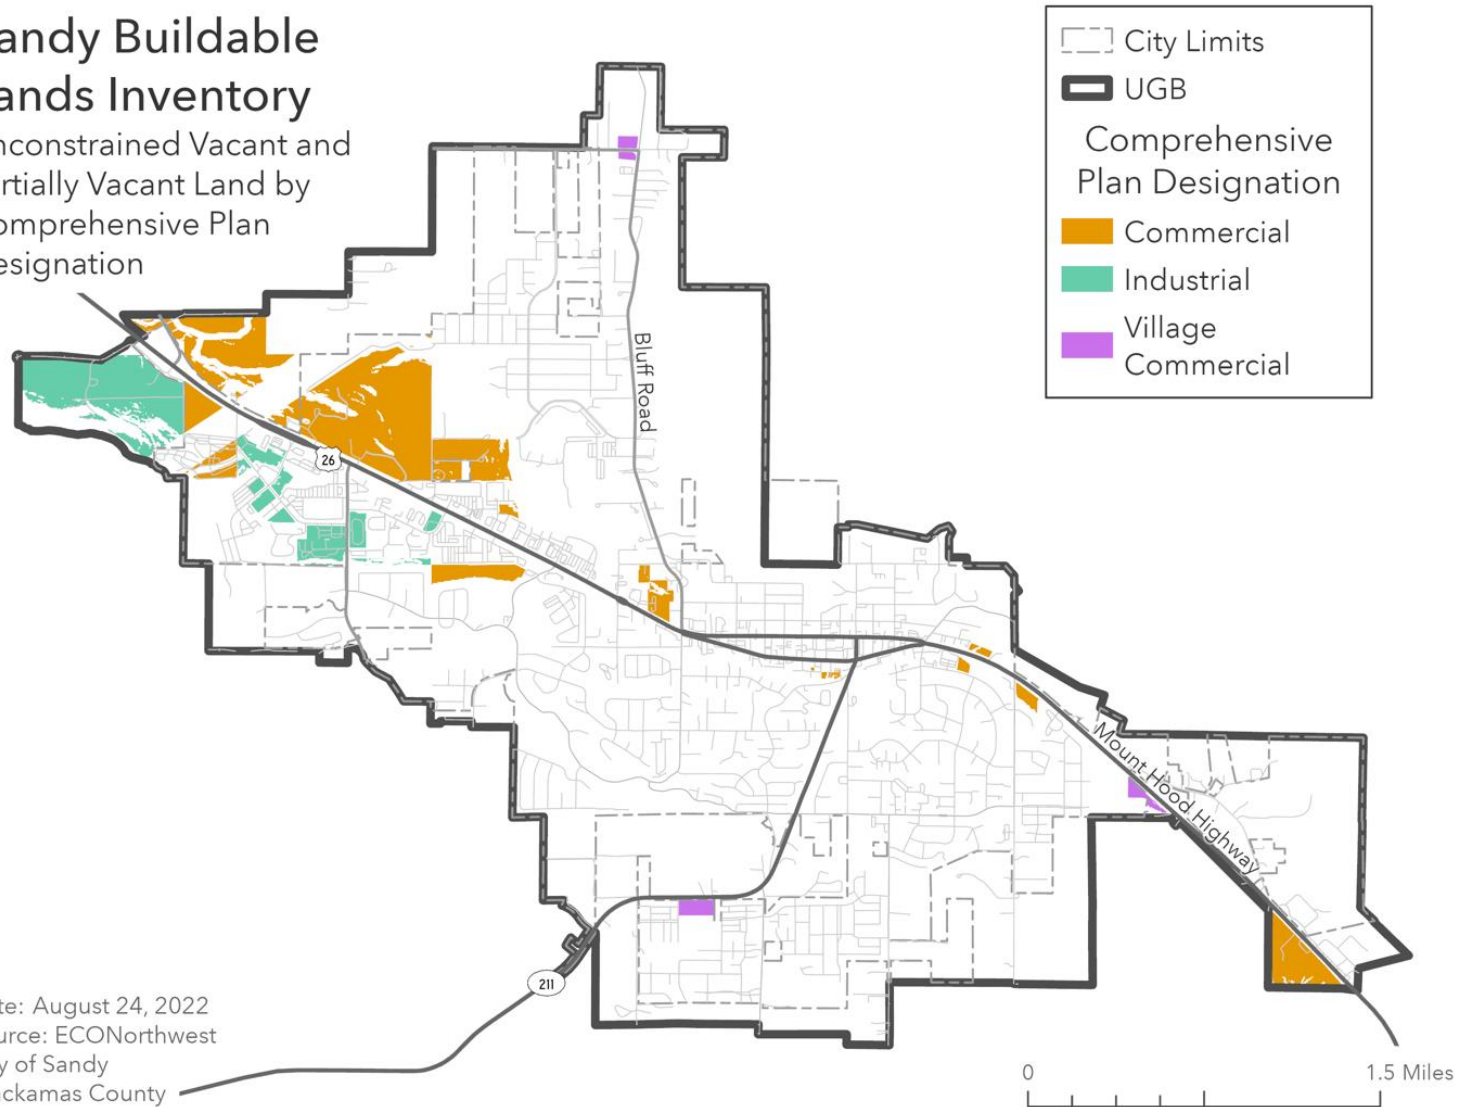 andy Buildable
ands Inventory
nconstrained Vacant and
rtially Vacant Land by
omprehensive Plan
esignation
City Limits
UGB
Comprehensive
Plan Designation
Commercial
Industrial
Village
Commercial
Bluff Road
26
Mount Hood Highway
211
te: August 24, 2022
urce: ECONorthwest
y of Sandy
ackamas County
0
1.5 Miles